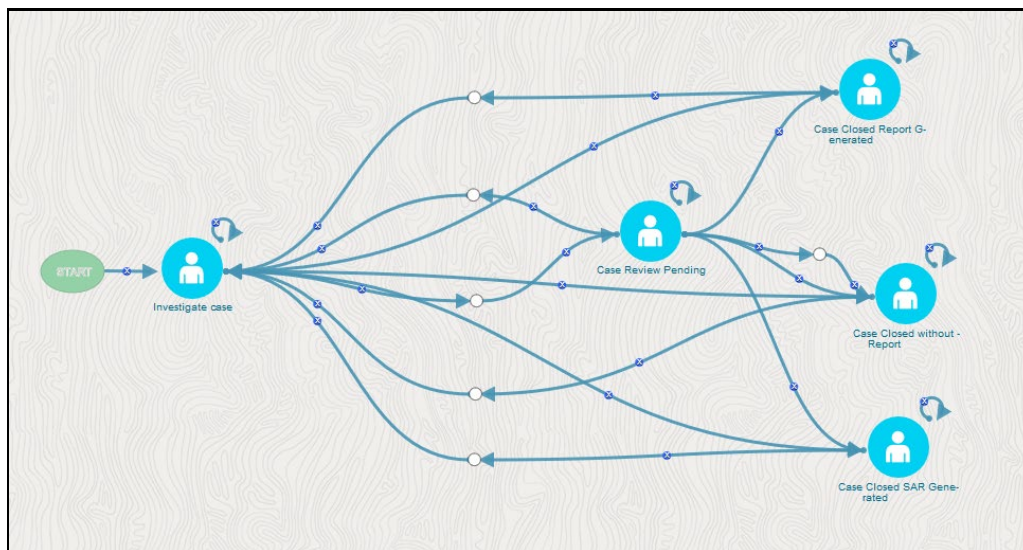 Case Closed Report G-
enerated
START
Investigate case
Case Review Pending
Case Closed without -
Report
Case Closed SAR Gene-
rated